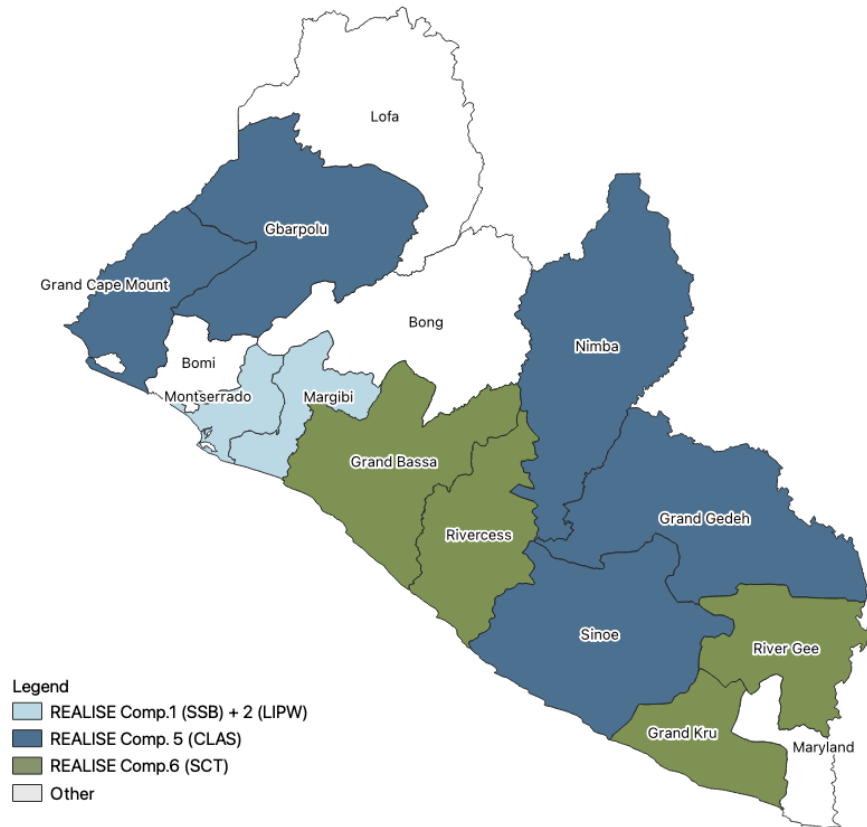 Lofa
Gbarpolu
Grand Cape Mount
Bong
Nimba
Bomi
Montserrado
Margibi
Grand Bassa
Grand Gedeh
Rivercess
Sinoe
River Gee
Grand Kru
Maryland
Legend
REALISE Comp.1 (SSB) + 2 (LIPW)
REALISE Comp. 5 (CLAS)
REALISE Comp.6 (SCT)
Other